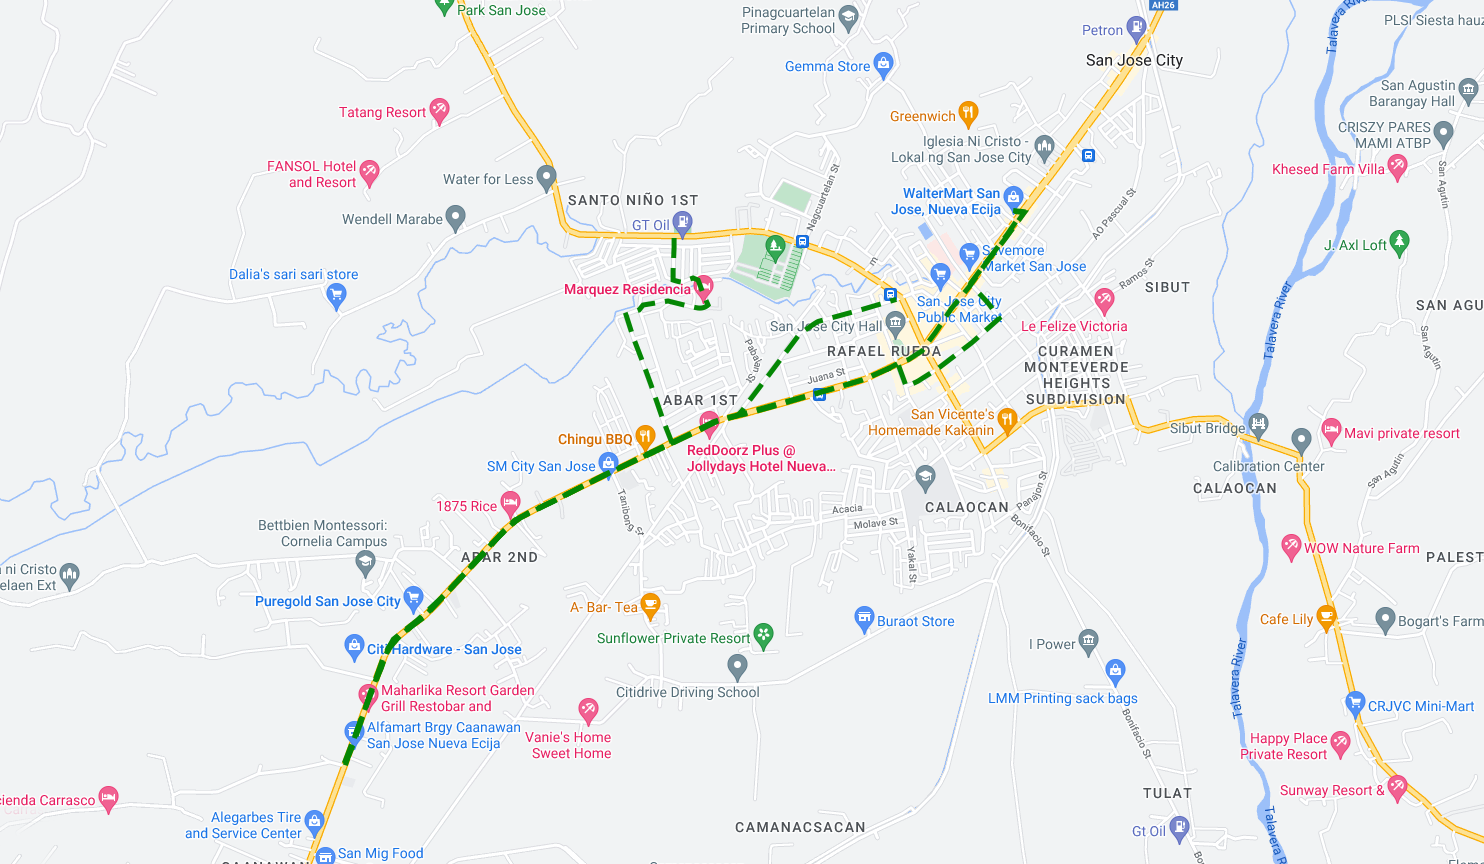 AH26
Park San Jose
Pinagcuartelan
Primary School
PLSI Siesta hauz
Talavera Rive
Petron
San Jose City
Gemma Store
San Agustin
Barangay Hall
Tatang Resort
Greenwich
CRISZY PARES
MAMI ATBP
Iglesia Ni Cristo -
Lokal ng San Jose City
FANSOL Hotel
and Resort
Water for Less
Khesed Farm Villa
San Agutin
Nagcuartelan St
WalterMart San
Jose, Nueva Ecija
AO Pascual St
SANTO NIÑO 1ST
Wendell Marabe
GT Oil
J. Axl Loft
Savemore
Market San Jose
Dalia's sari sari store
Ramos St
Marquez Residencia
SIBUT
San Jose City
Public Market
SAN AGU
Talavera River
San Jose City Hall
Le Felize Victoria
San Agutin
RAFAEL RUEDA
CURAMEN
MONTEVERDE
HEIGHTS
SUBDIVISION
Pabalan St
Juana St
ABAR 1ST
San Vicente's
Homemade Kakanin
Sibut Bridge
Mavi private resort
Chingu BBQ
RedDoorz Plus @
Jollydays Hotel Nueva...
SM City San Jose
Calibration Center
CALAOCAN
San Agutin
1875 Rice
Tanibong St
Panajon St
Acacia
CALAOCAN
Molave St
Bettbien Montessori:
Cornelia Campus
Bonifacio St
ABAR 2ND
Yakal St
WOW Nature Farm
PALEST
a ni Cristo
elaen Ext
Puregold San Jose City
A- Bar- Tea
Buraot Store
Cafe Lily
Bogart's Farm
Sunflower Private Resort
Citi Hardware - San Jose
I Power
Talavera River
Maharlika Resort Garden
Grill Restobar and
Citidrive Driving School
LMM Printing sack bags
CRJVC Mini-Mart
Alfamart Brgy Caanawan
San Jose Nueva Ecija
Vanie's Home
Sweet Home
Bonifacio St
Happy Place
Private Resort
cienda Carrasco
TULAT
Sunway Resort &
Alegarbes Tire
and Service Center
CAMANACSACAN
Gt Oil
Talavera R
San Mig Food
CAANAWAN